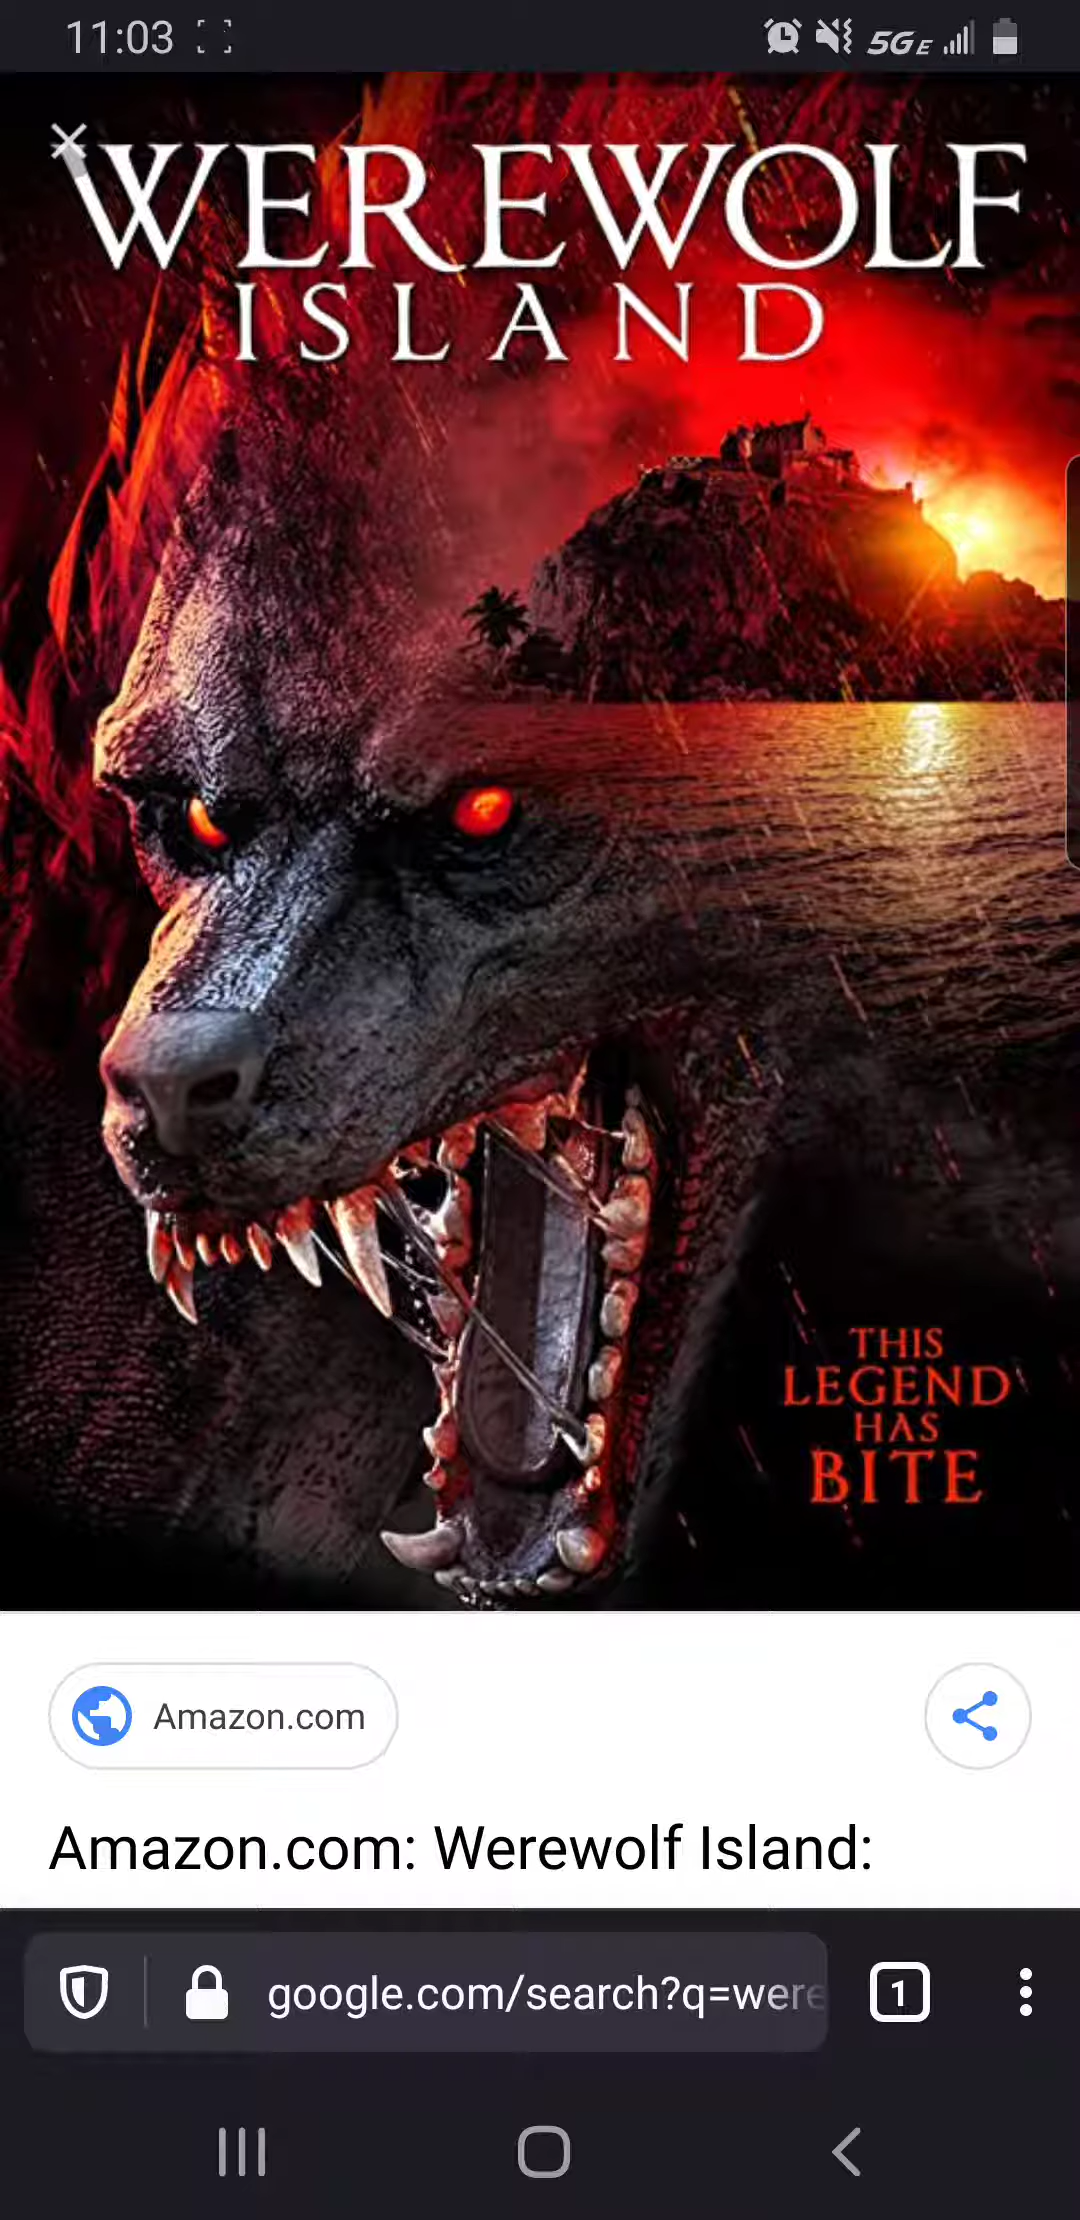 11:03
5GE
WEREWOLF
ISLAND
THIS
LEGEND
HAS
BITE
Amazon.com
Amazon.com: Werewolf Island:
google.com/search?q=were
1